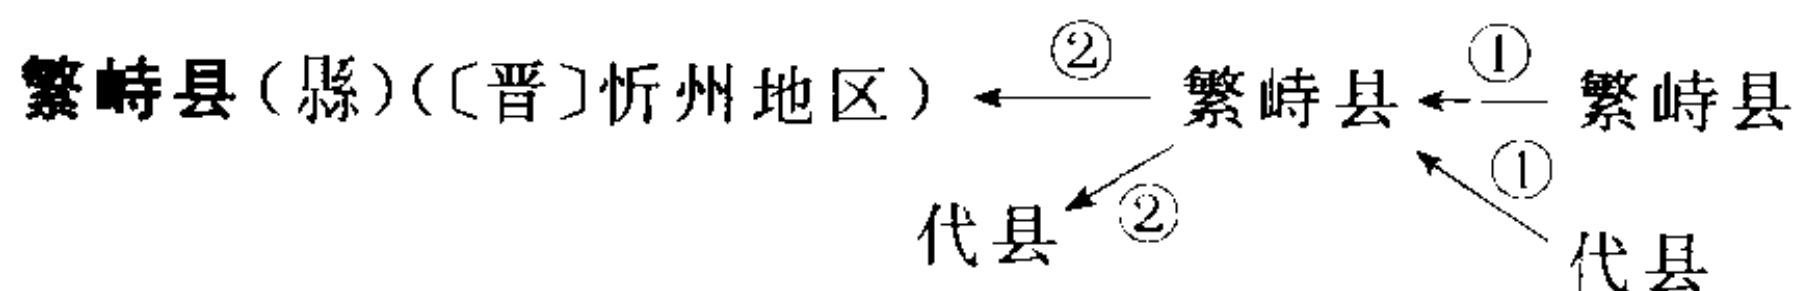 繁峙县(縣)(〔晋〕忻州地区) ② 繁峙县 ① 繁峙县
代县 ② ① 代县